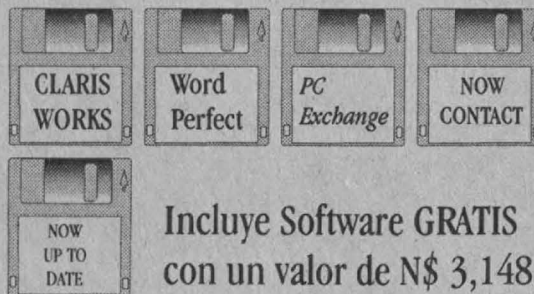 CLARIS
WORKS
Word
Perfect
PC
Exchange
NOW
CONTACT
NOW
UP TO
DATE
Incluye Software GRATIS
con un valor de N$ 3,148